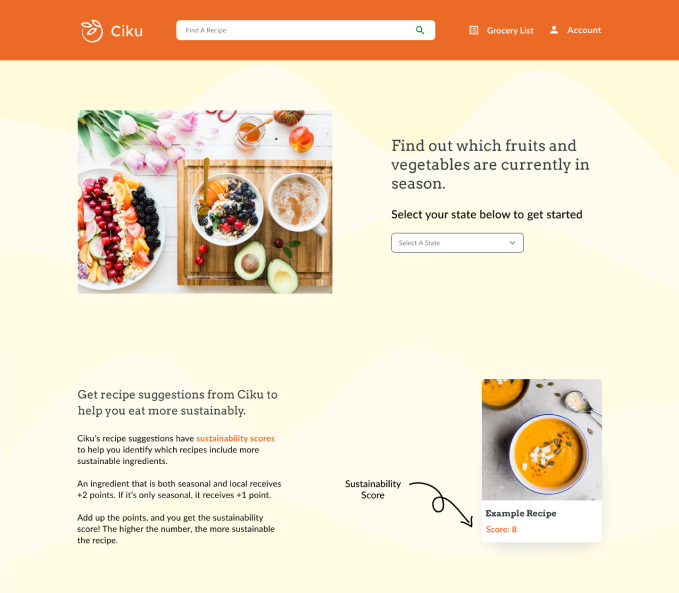 Ciku
Find A Recipe
Grocery List
Account
Find out which fruits and
vegetables are currently in
season.
Select your state below to get started
Select A State
Get recipe suggestions from Ciku to
help you eat more sustainably.
Ciku's recipe suggestions have sustainability scores
to help you identify which recipes include more
sustainable ingredients.
An ingredient that is both seasonal and local receives
+2 points. If it's only seasonal, it receives +1 point.
Add up the points, and you get the sustainability
score! The higher the number, the more sustainable
the recipe.
Sustainability
Score
Example Recipe
Score: 8